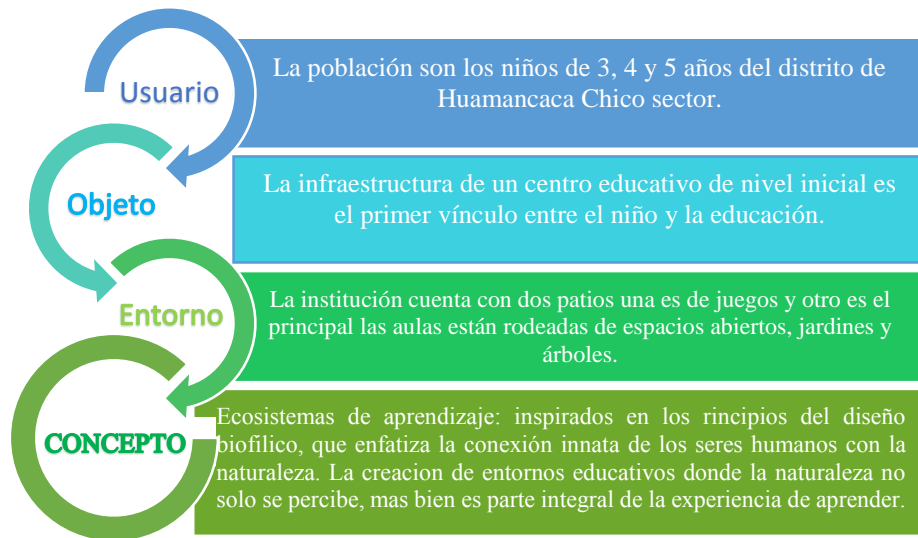 Usuario
La población son los niños de 3, 4 y 5 años del distrito de
Huamancaca Chico sector.
Objeto
La infraestructura de un centro educativo de nivel inicial es
el primer vínculo entre el niño y la educación.
Entorno
La institución cuenta con dos patios una es de juegos y otro es el
principal las aulas están rodeadas de espacios abiertos, jardines y
árboles.
CONCEPTO
Ecosistemas de aprendizaje: inspirados en los rincipios del diseño
biofílico, que enfatiza la conexión innata de los seres humanos con la
naturaleza. La creacion de entornos educativos donde la naturaleza no
solo se percibe, mas bien es parte integral de la experiencia de aprender.